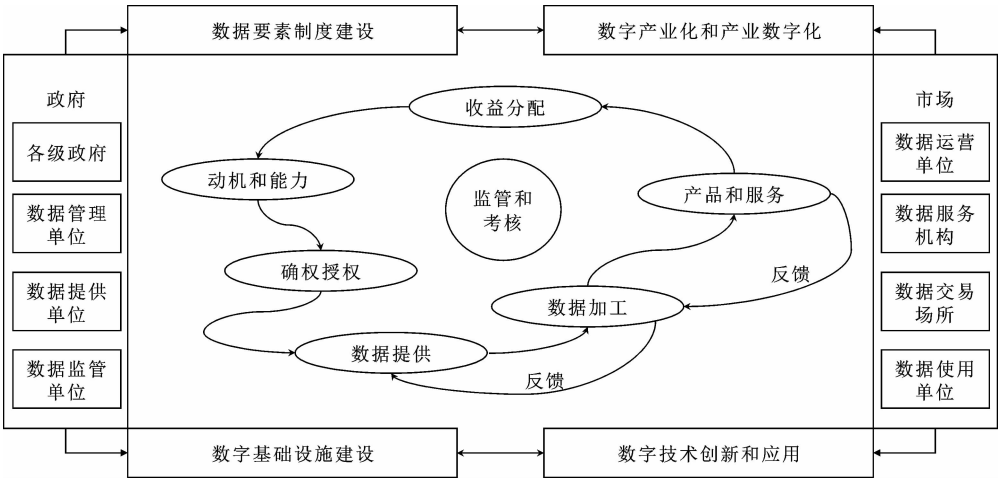 数据要素制度建设
数字产业化和产业数字化
政府
各级政府
数据管理
单位
数据提供
单位
数据监管
单位
收益分配
动机和能力
监管和
考核
产品和服务
确权授权
反馈
数据加工
数据提供
反馈
市场
数据运营
单位
数据服务
机构
数据交易
场所
数据使用
单位
数字基础设施建设
数字技术创新和应用